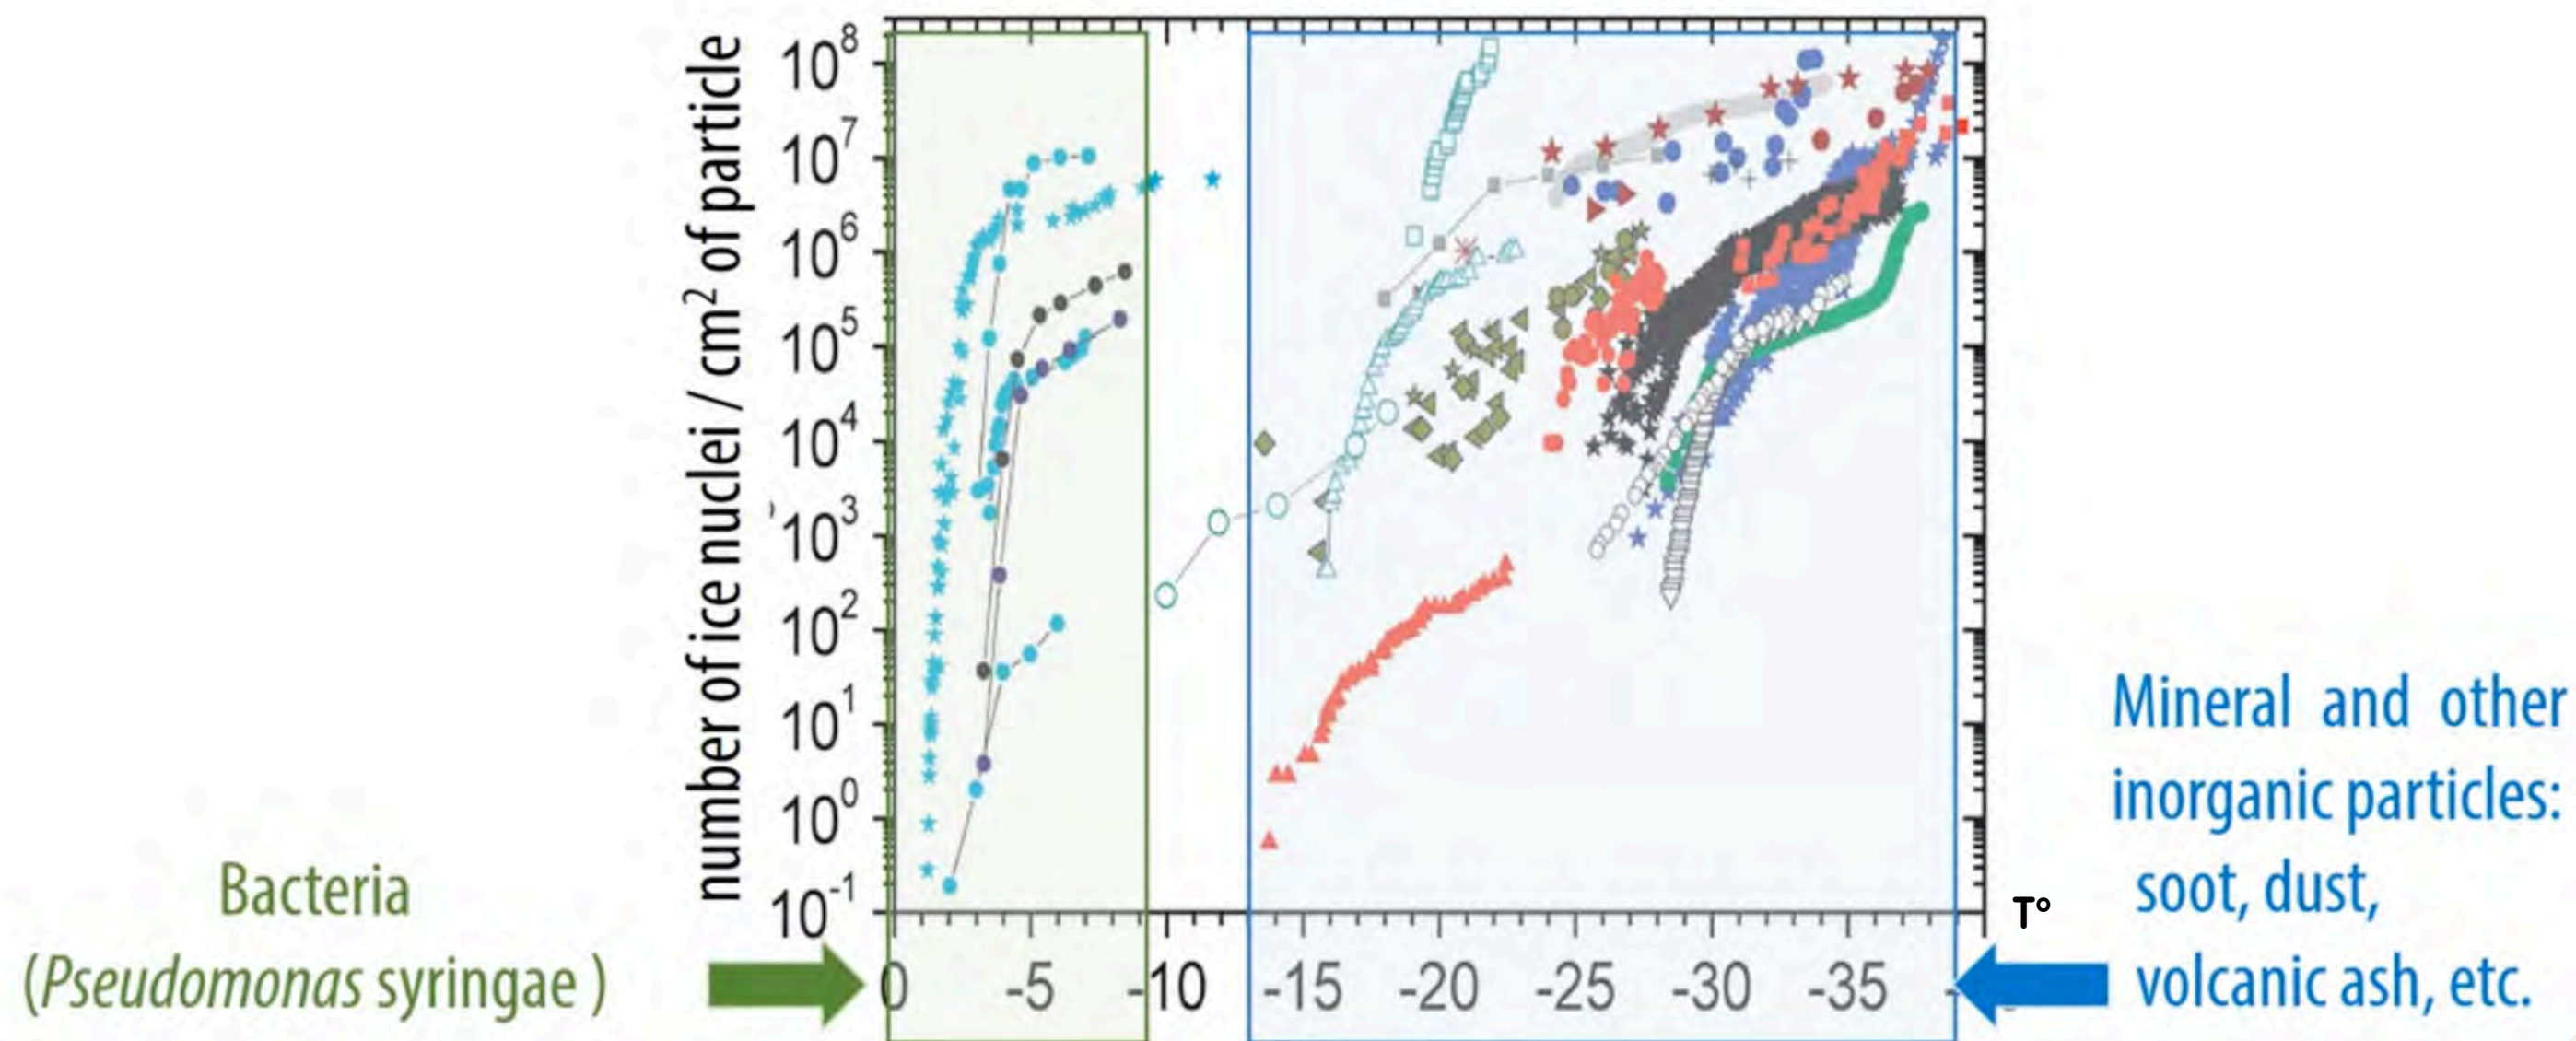 number of ice nuclei / cm² of particle
10⁸
10⁷
10⁶
10⁵
10⁴
10³
10²
10¹
10⁰
10⁻¹
0 -5 -10 -15 -20 -25 -30 -35
T°
Bacteria
(Pseudomonas syringae )
Mineral and other
inorganic particles:
soot, dust,
volcanic ash, etc.